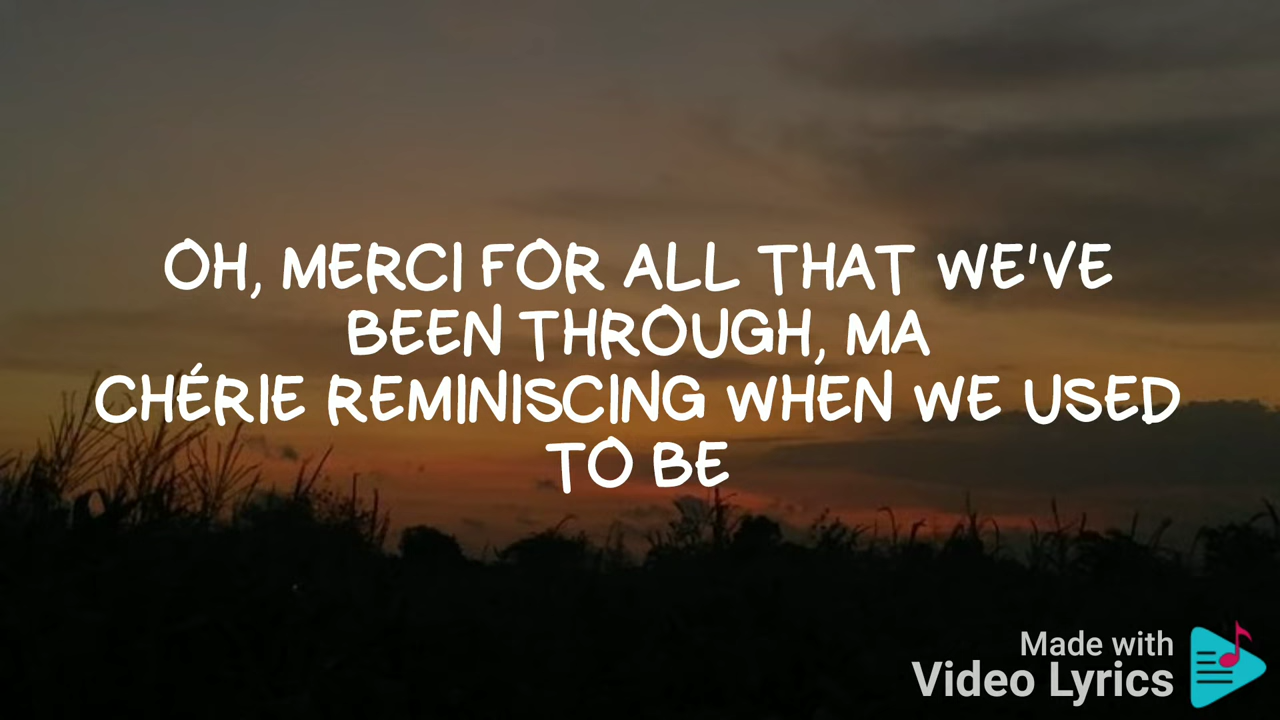 OH, MERCI FOR ALL THAT WE'VE
BEEN THROUGH, MA
CHÉRIE REMINISCING WHEN WE USED
TO BE
Made with
Video Lyrics